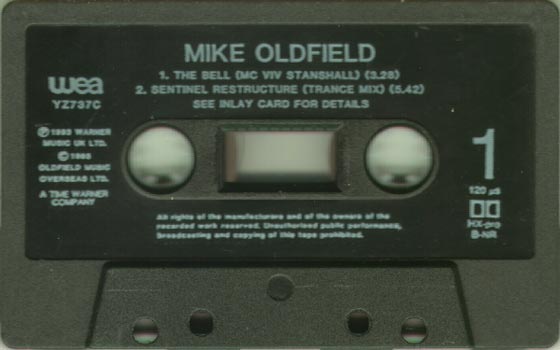 MIKE OLDFIELD
1. THE BELL (MC VIV STANSHALL) (3.28)
2. SENTINEL RESTRUCTURE (TRANCE MIX) (5.42)
SEE INLAY CARD FOR DETAILS
wea
YZ737C
℗ 1993 WARNER
MUSIC UK LTD.
© 1993
OLDFIELD MUSIC
OVERSEAS LTD.
A TIME WARNER
COMPANY
1
120 µs
HX-pro
B-NR
All rights of the manufacturers and of the owners of the
recorded work reserved. Unauthorised public performance,
broadcasting and copying of this tape prohibited.